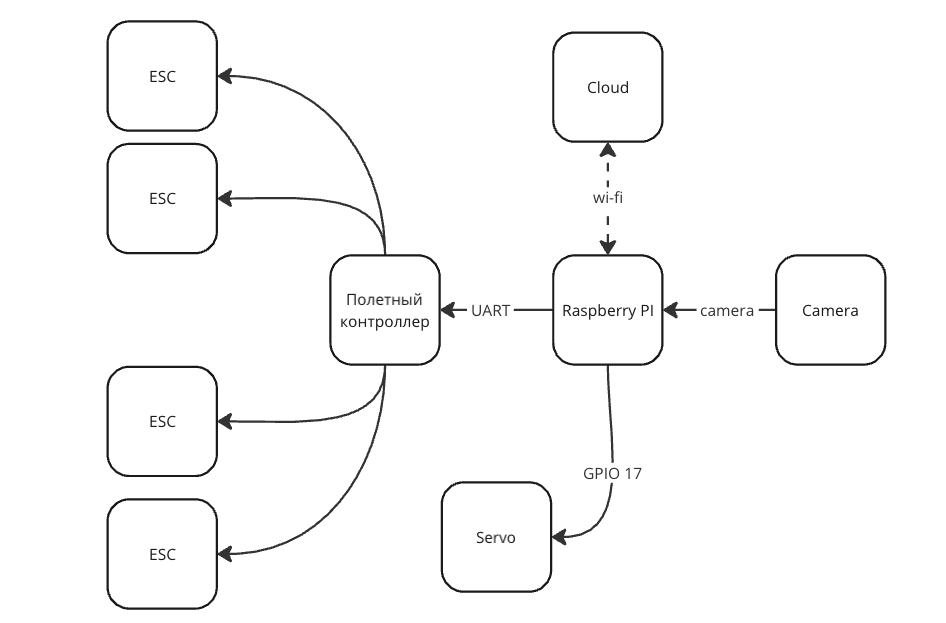 ESC
Cloud
ESC
wi-fi
Полетный
контроллер
UART
Raspberry PI
camera
Camera
ESC
GPIO 17
Servo
ESC